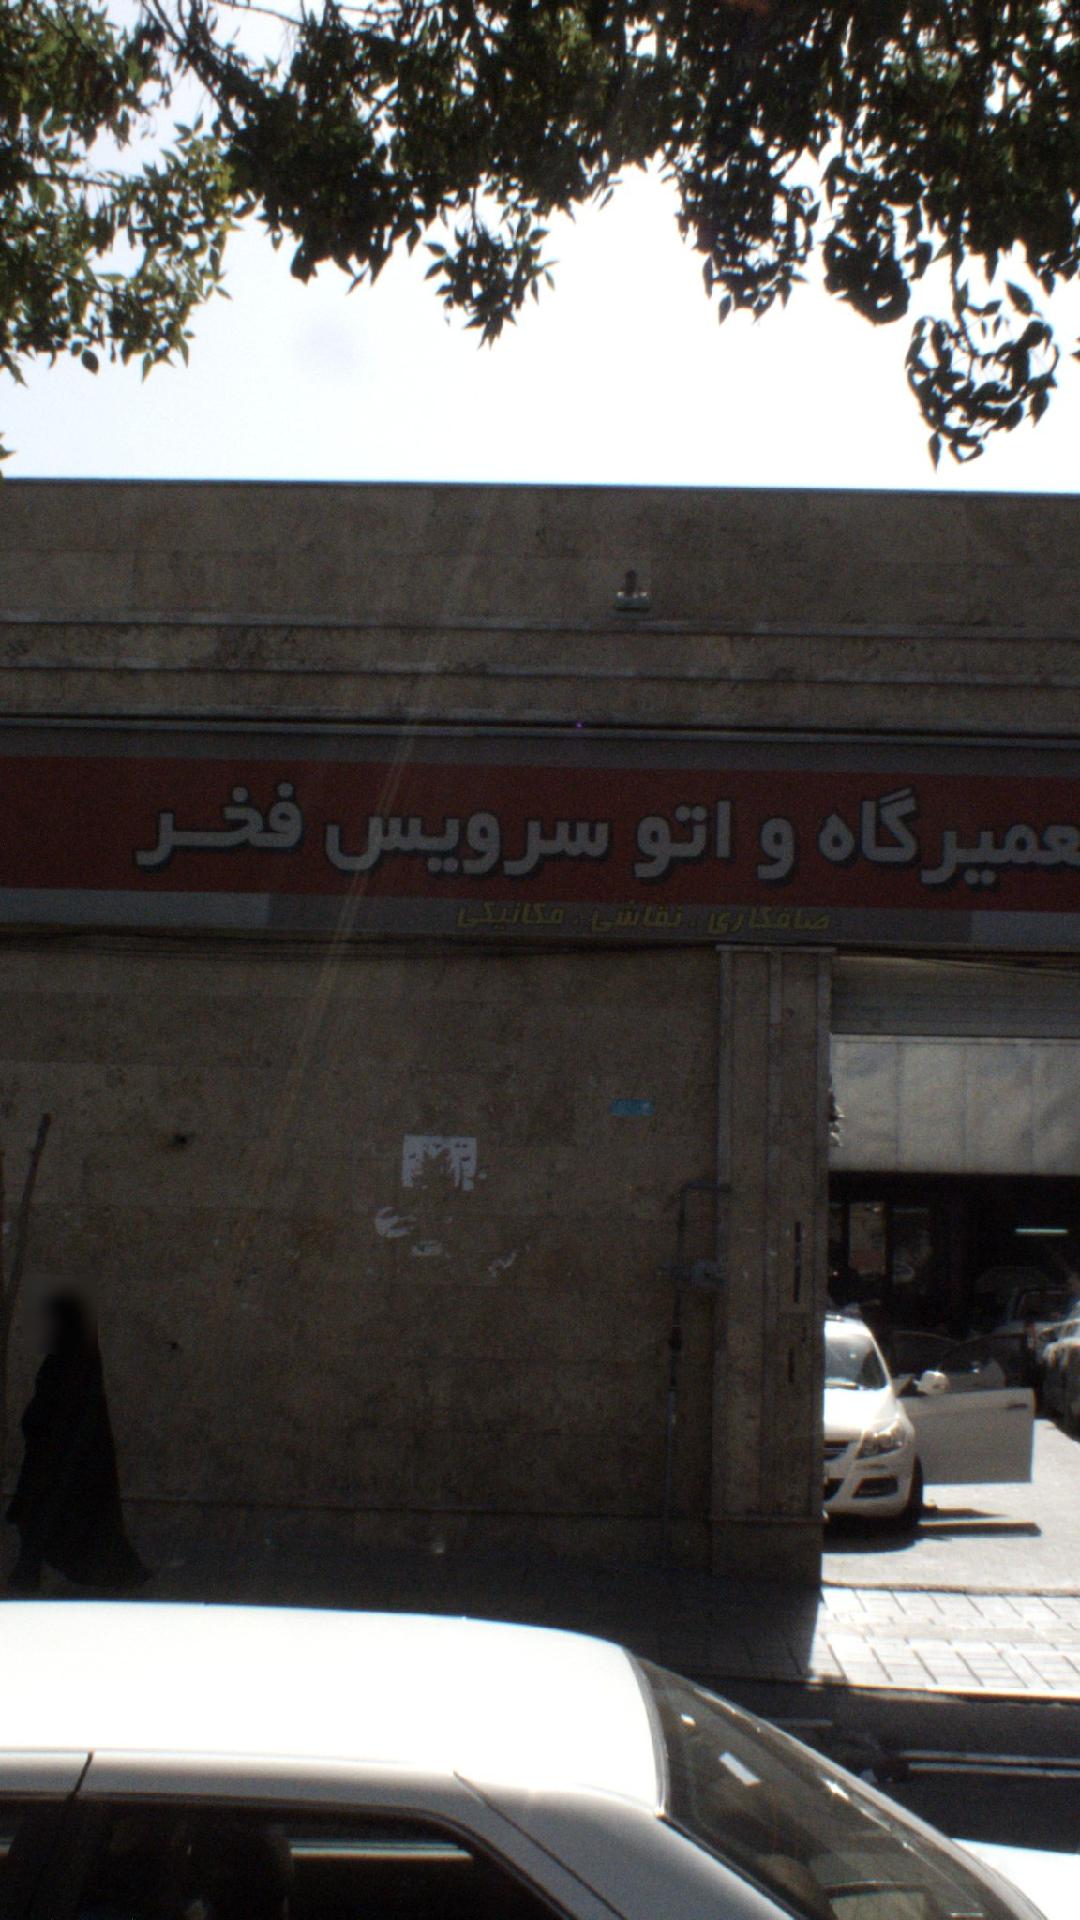 عمیرگاه و اتو سرویس فخر
صافکاری . نقاشی . مکانیکی